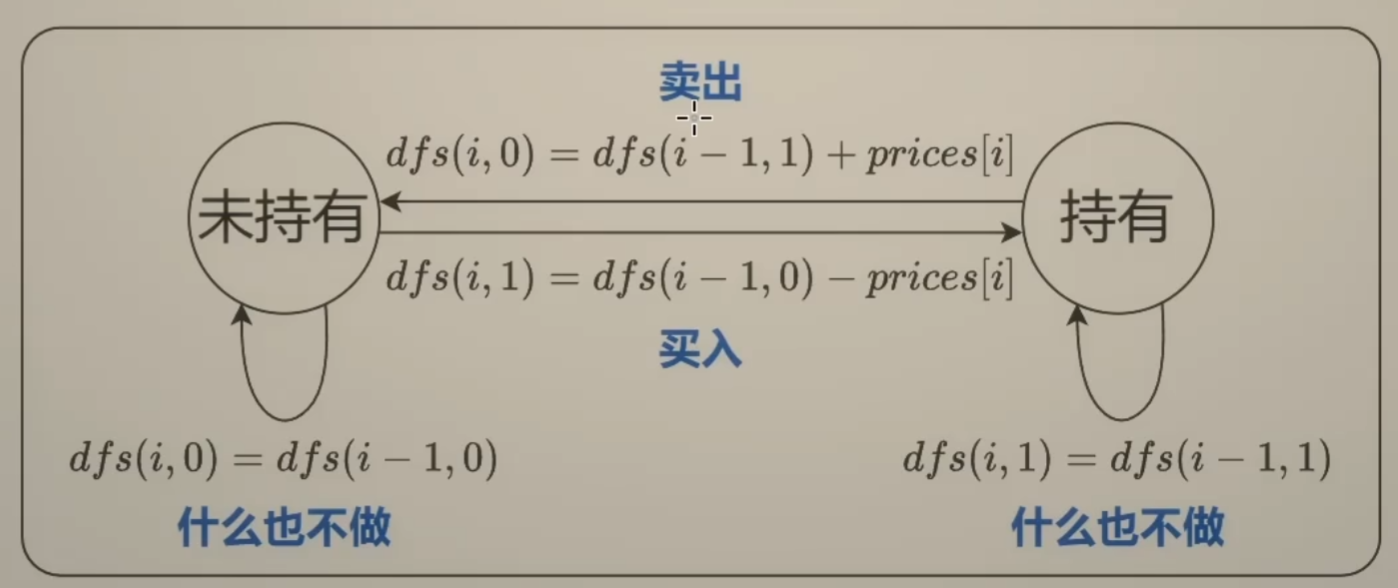 卖出
dfs(i, 0) = dfs(i − 1, 1) + prices[i]
未持有
持有
dfs(i, 1) = dfs(i − 1, 0) − prices[i]
买入
dfs(i, 0) = dfs(i − 1, 0)
dfs(i, 1) = dfs(i − 1, 1)
什么也不做
什么也不做